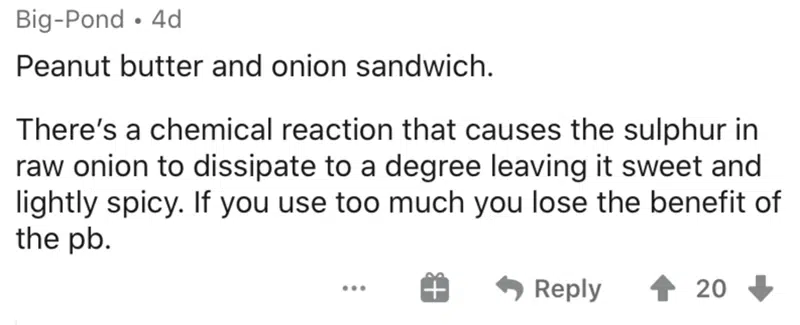 Big-Pond • 4d
Peanut butter and onion sandwich.
There's a chemical reaction that causes the sulphur in
raw onion to dissipate to a degree leaving it sweet and
lightly spicy. If you use too much you lose the benefit of
the pb.
... Reply 20